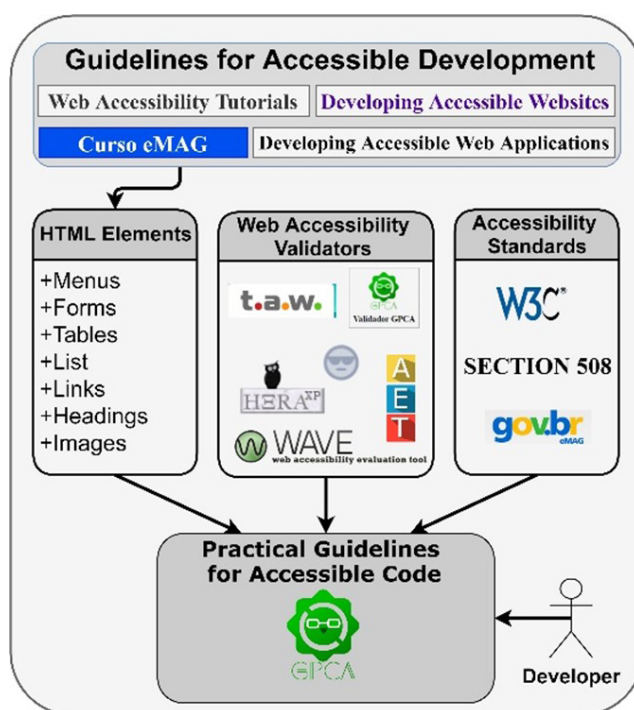 Guidelines for Accessible Development
Web Accessibility Tutorials
Developing Accessible Websites
Curso eMAG
Developing Accessible Web Applications
HTML Elements
+Menus
+Forms
+Tables
+List
+Links
+Headings
+Images
Web Accessibility
Validators
t.a.w.
GPCA
Validador GPCA
HERA XP
A
E
T
WAVE
web accessibility evaluation tool
Accessibility
Standards
W3C®
SECTION 508
gov.br
eMAG
Practical Guidelines
for Accessible Code
GPCA
Developer